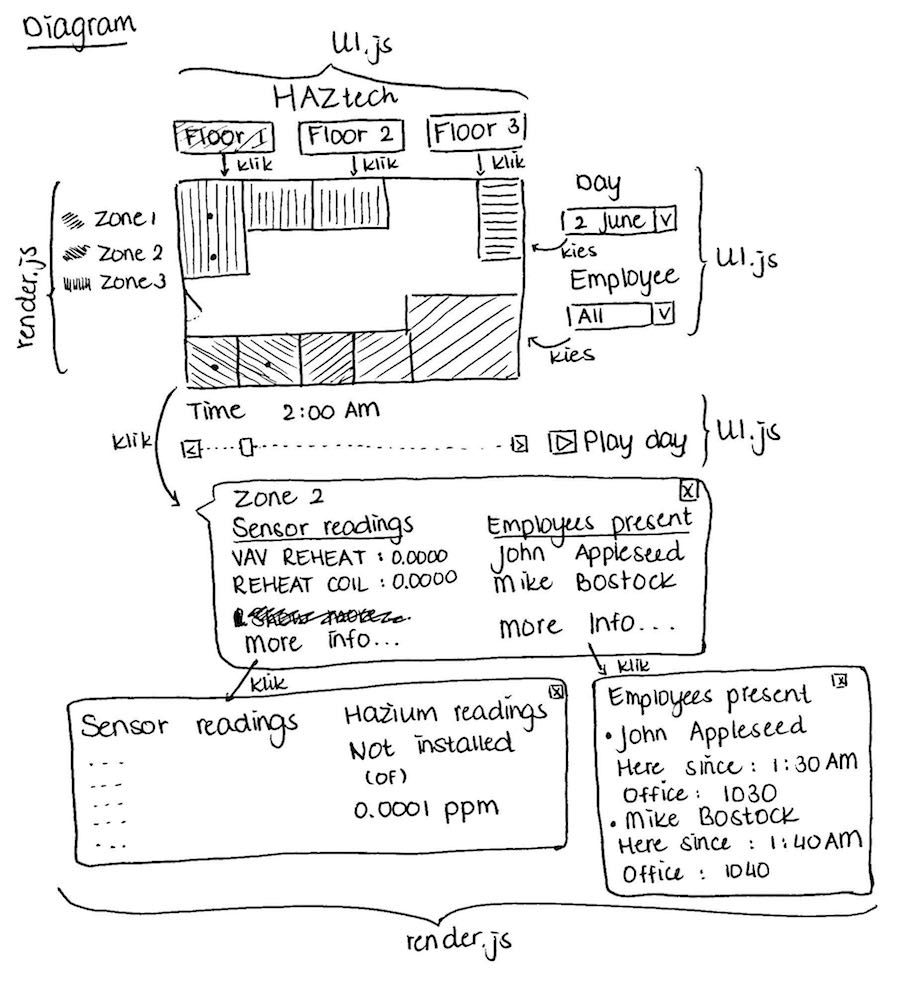 Diagram
UI.js
HAZtech
Floor 1
Floor 2
Floor 3
klik
klik
klik
render.js
Zone 1
Zone 2
Zone 3
Day
2 June V
kies
Employee
All V
kies
UI.js
Time 2:00 Am
klik
< >
Play day
UI.js
Zone 2
X
Sensor readings
VAV REHEAT : 0.0000
REHEAT COIL : 0.0000
more info...
Employees present
John Appleseed
Mike BOSTOCK
more Info...
klik
klik
Sensor readings
...
...
...
...
...
X
Hazium readings
Not installed
(OF)
0.0001 ppm
Employees present
X
• John Appleseed
Here since : 1:30 AM
Office : 1030
• Mike BOSTOCK
Here since : 1:40 AM
Office : 1040
render.js